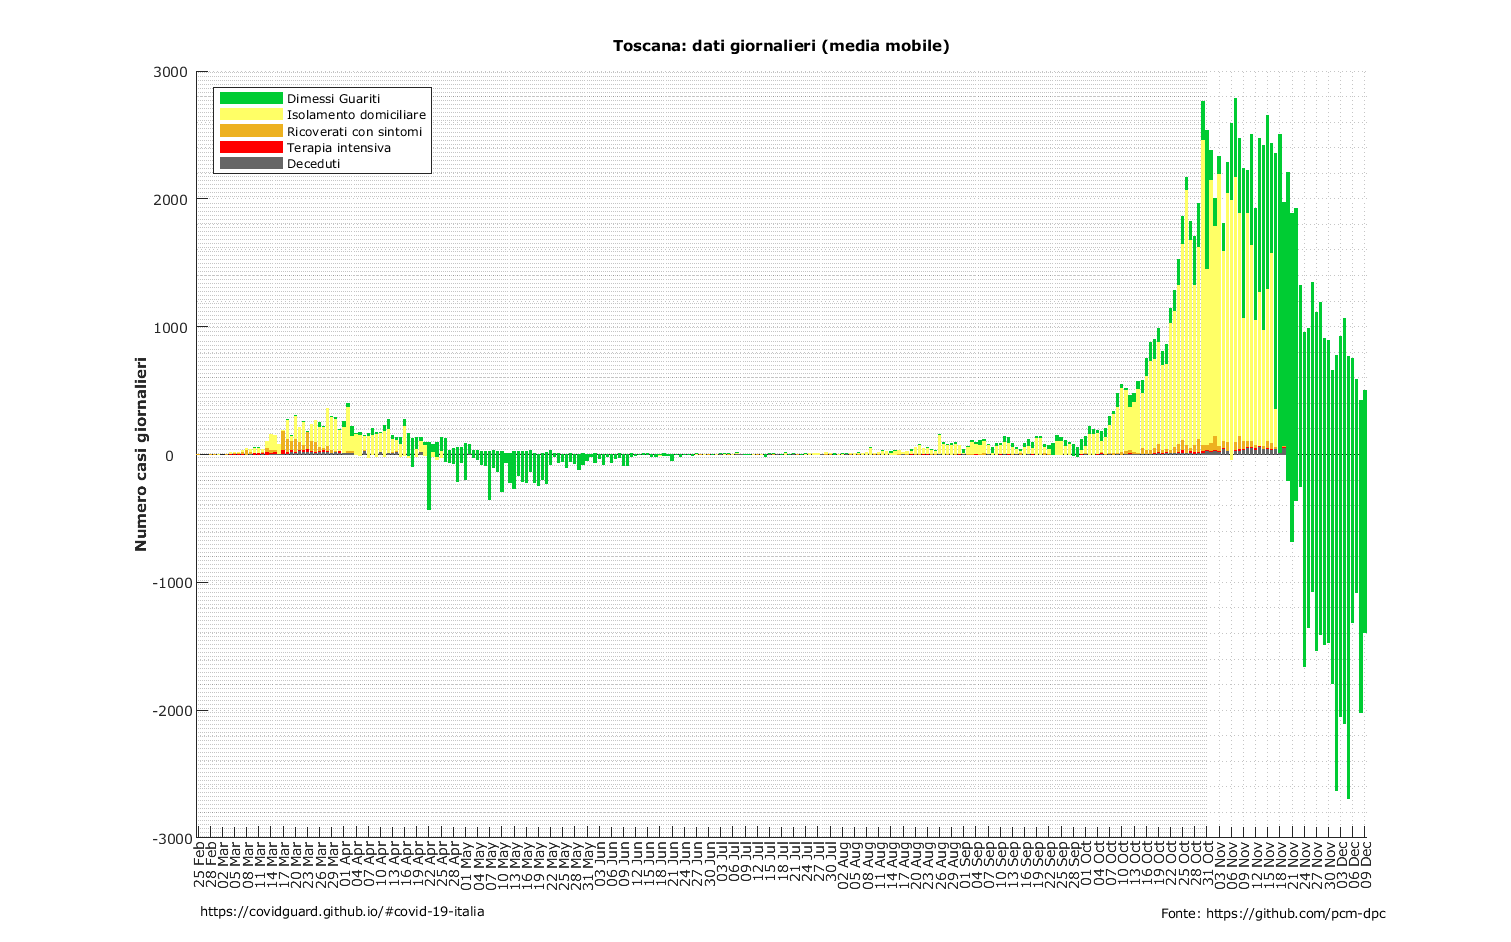 Toscana: dati giornalieri (media mobile)
3000
2000
1000
0
-1000
-2000
-3000
Numero casi giornalieri
Dimessi Guariti
Isolamento domiciliare
Ricoverati con sintomi
Terapia intensiva
Deceduti
25 Feb
28 Feb
02 Mar
05 Mar
08 Mar
11 Mar
14 Mar
17 Mar
20 Mar
23 Mar
26 Mar
29 Mar
01 Apr
04 Apr
07 Apr
10 Apr
13 Apr
16 Apr
19 Apr
22 Apr
25 Apr
28 Apr
01 May
04 May
07 May
10 May
13 May
16 May
19 May
22 May
25 May
28 May
31 May
03 Jun
06 Jun
09 Jun
12 Jun
15 Jun
18 Jun
21 Jun
24 Jun
27 Jun
30 Jun
03 Jul
06 Jul
09 Jul
12 Jul
15 Jul
18 Jul
21 Jul
24 Jul
27 Jul
30 Jul
02 Aug
05 Aug
08 Aug
11 Aug
14 Aug
17 Aug
20 Aug
23 Aug
26 Aug
29 Aug
01 Sep
04 Sep
07 Sep
10 Sep
13 Sep
16 Sep
19 Sep
22 Sep
25 Sep
28 Sep
01 Oct
04 Oct
07 Oct
10 Oct
13 Oct
16 Oct
19 Oct
22 Oct
25 Oct
28 Oct
31 Oct
03 Nov
06 Nov
09 Nov
12 Nov
15 Nov
18 Nov
21 Nov
24 Nov
27 Nov
30 Nov
03 Dec
06 Dec
09 Dec
https://covidguard.github.io/#covid-19-italia
Fonte: https://github.com/pcm-dpc